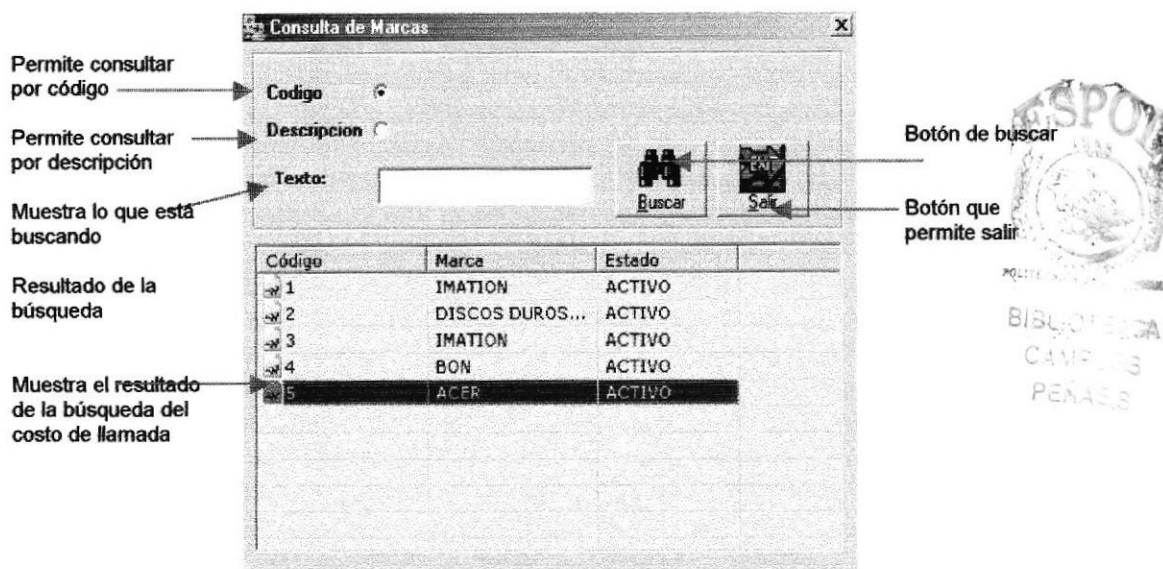 Consulta de Marcas
Permite consultar
por código
Codigo
Permite consultar
por descripción
Descripcion
Texto:
Muestra lo que está
buscando
Buscar
Salir
Botón de buscar
Botón que
permite salir
Resultado de la
búsqueda
Código Marca Estado
1 IMATION ACTIVO
2 DISCOS DUROS... ACTIVO
3 IMATION ACTIVO
4 BON ACTIVO
5 ACER ACTIVO
Muestra el resultado
de la búsqueda del
costo de llamada
ESPOL
BIBLIOTECA
CAMPUS
PEÑAS